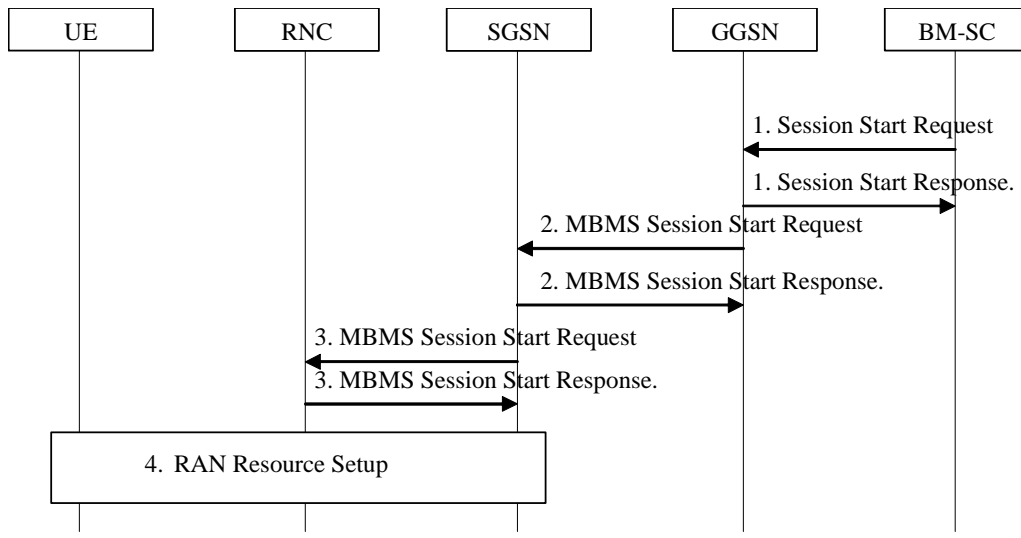 UE
RNC
SGSN
GGSN
BM-SC
1. Session Start Request
1. Session Start Response.
2. MBMS Session Start Request
2. MBMS Session Start Response.
3. MBMS Session Start Request
3. MBMS Session Start Response.
4. RAN Resource Setup